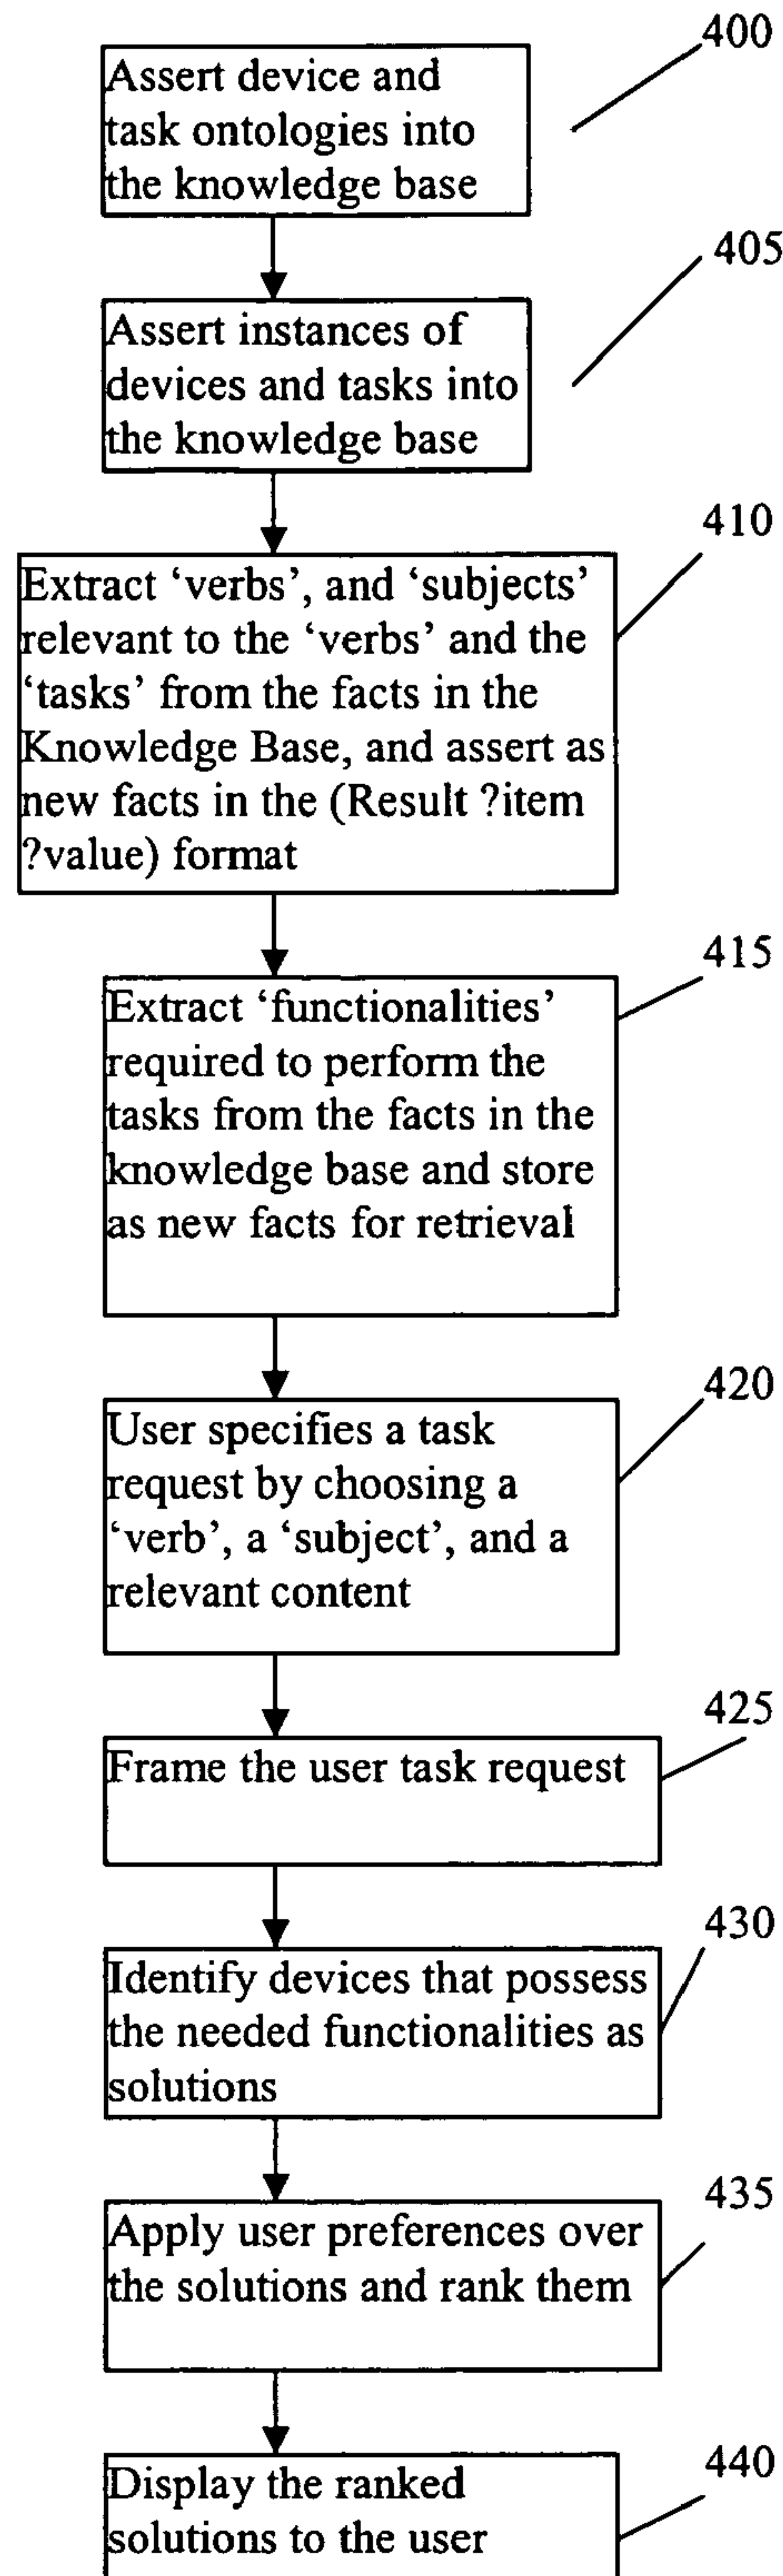 400
Assert device and
task ontologies into
the knowledge base
405
Assert instances of
devices and tasks into
the knowledge base
410
Extract ‘verbs’, and ‘subjects’
relevant to the ‘verbs’ and the
‘tasks’ from the facts in the
Knowledge Base, and assert as
new facts in the (Result ?item
?value) format
415
Extract ‘functionalities’
required to perform the
tasks from the facts in the
knowledge base and store
as new facts for retrieval
420
User specifies a task
request by choosing a
‘verb’, a ‘subject’, and a
relevant content
425
Frame the user task request
430
Identify devices that possess
the needed functionalities as
solutions
435
Apply user preferences over
the solutions and rank them
440
Display the ranked
solutions to the user